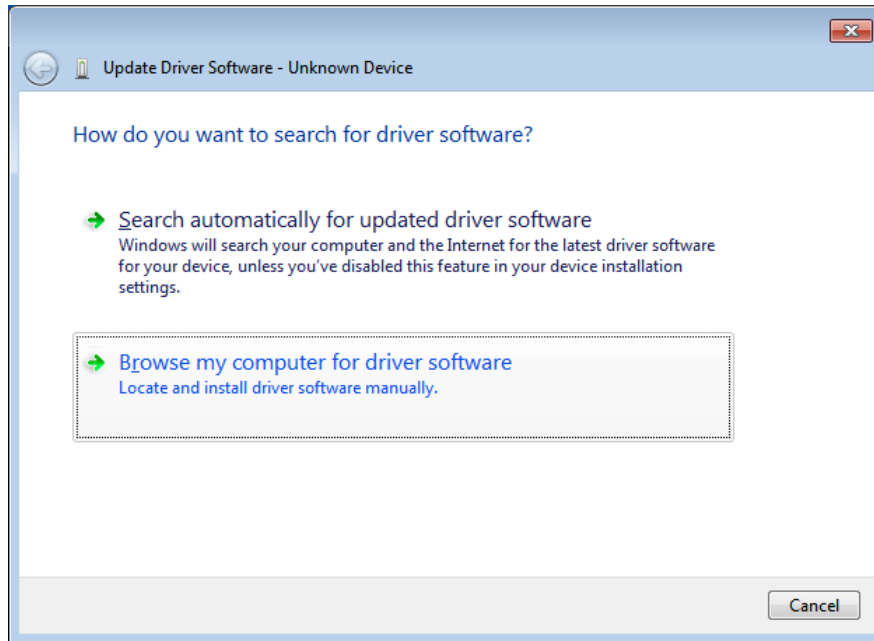 Update Driver Software - Unknown Device
How do you want to search for driver software?
Search automatically for updated driver software
Windows will search your computer and the Internet for the latest driver software
for your device, unless you've disabled this feature in your device installation
settings.
Browse my computer for driver software
Locate and install driver software manually.
Cancel